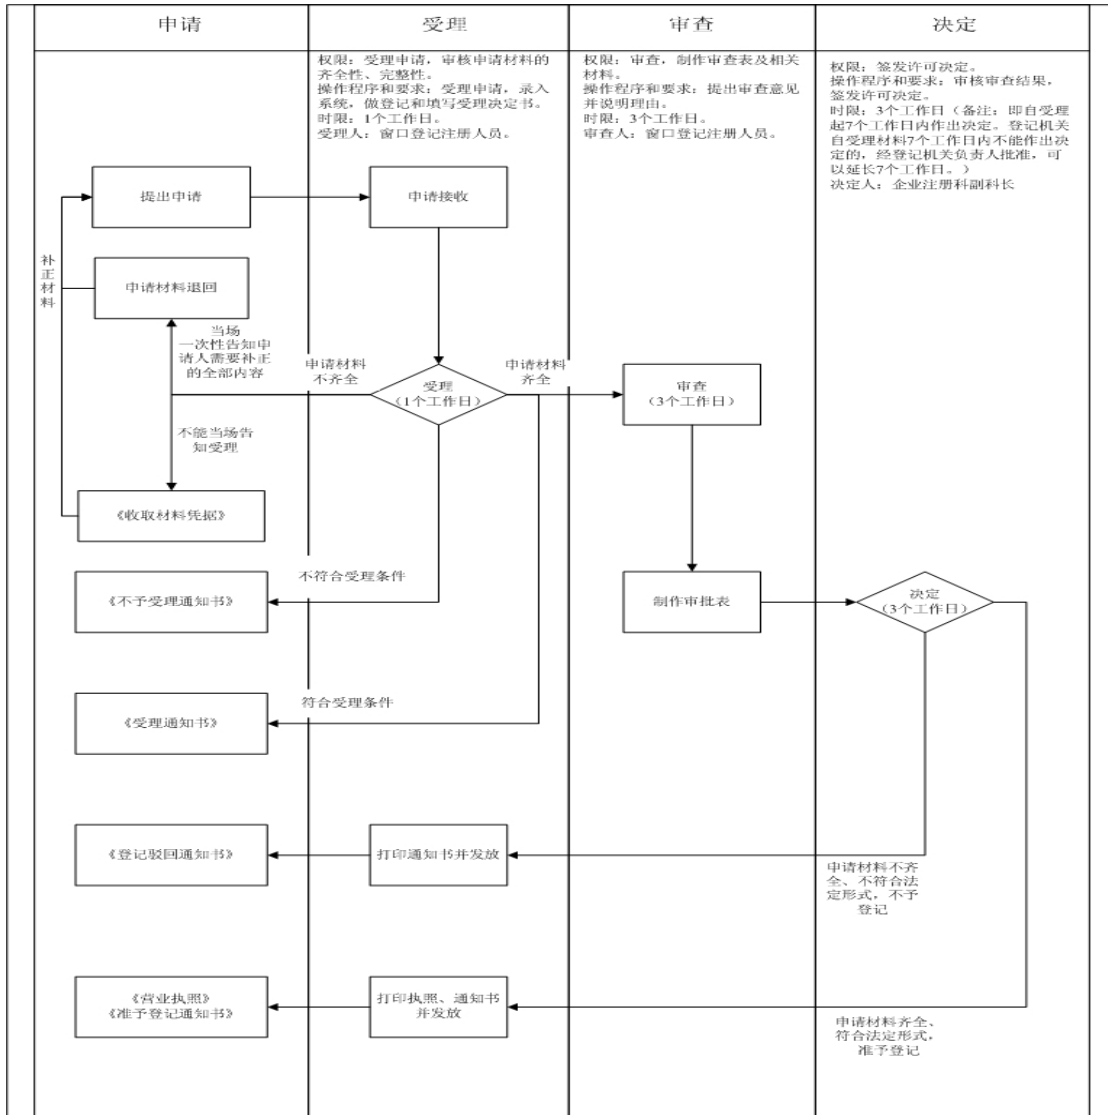 申请
受理
审查
决定
权限：受理申请，审核申请材料的
齐全性、完整性。
操作程序和要求：受理申请，录入
系统，做登记和填写受理决定书。
时限：1个工作日。
受理人：窗口登记注册人员。
权限：审查，制作审查表及相关
材料。
操作程序和要求：提出审查意见
并说明理由。
时限：3个工作日。
审查人：窗口登记注册人员。
权限：签发许可决定。
操作程序和要求：审核审查结果，
签发许可决定。
时限：3个工作日（备注：即自受理
起7个工作日内作出决定。登记机关
自受理材料7个工作日内不能作出决
定的，经登记机关负责人批准，可
以延长7个工作日。）
决定人：企业注册科副科长
提出申请
申请接收
补
正
材
料
申请材料退回
当场
一次性告知申
请人需要补正
的全部内容
申请材料
不齐全
受理
（1个工作日）
申请材料
齐全
审查
（3个工作日）
不能当场告
知受理
《收取材料凭据》
不符合受理条件
《不予受理通知书》
制作审批表
决定
（3个工作日）
符合受理条件
《受理通知书》
《登记驳回通知书》
打印通知书并发放
申请材料不齐
全、不符合法
定形式，不予
登记
《营业执照》
《准予登记通知书》
打印执照、通知书
并发放
申请材料齐全、
符合法定形式，
准予登记